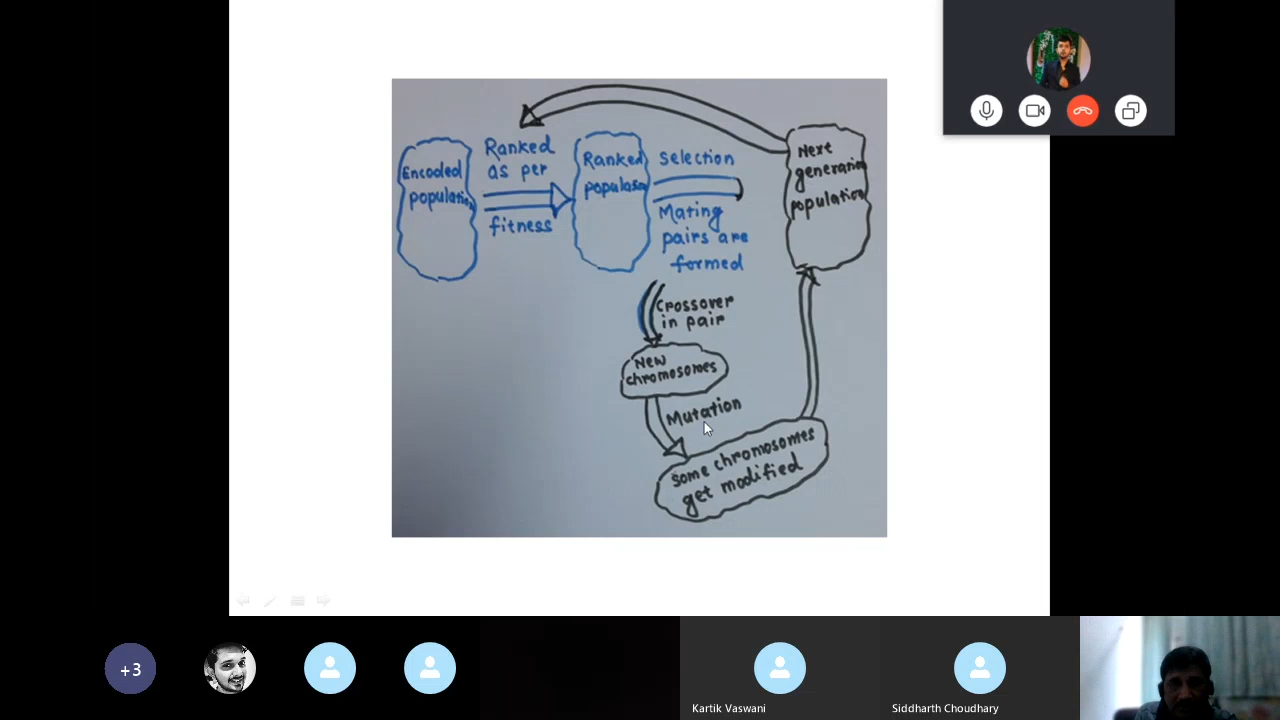 Ranked
as per
fitness
Encoded
population
Ranked
population
Selection
Mating
pairs are
formed
Next
generation
population
Crossover
in pair
New
chromosomes
Mutation
Some chromosomes
get modified
+3
Kartik Vaswani
Siddharth Choudhary